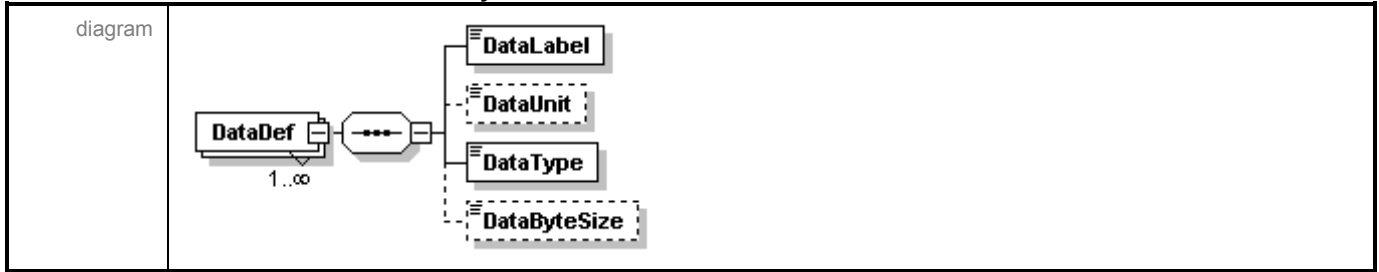 diagram
DataLabel
DataUnit
DataDef
DataType
1..∞
DataByteSize